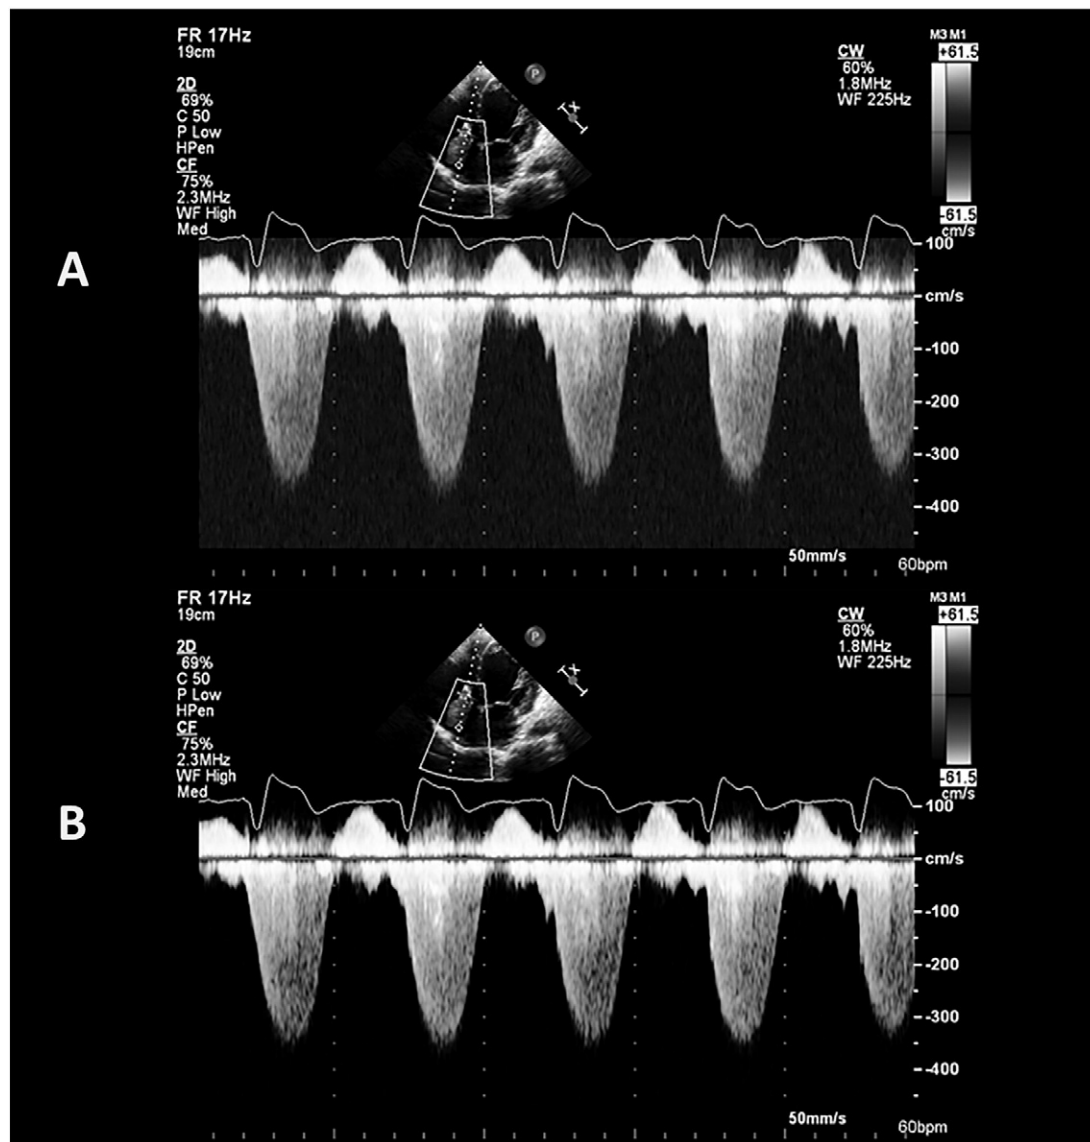 FR 17Hz
19cm
2D
69%
C 50
P Low
HPen
CF
75%
2.3MHz
WF High
Med
P
X
CW
60%
1.8MHz
WF 225Hz
M3 M1
+61.5
-61.5
cm/s
A
100
cm/s
-100
-200
-300
-400
50mm/s
60bpm
FR 17Hz
19cm
2D
69%
C 50
P Low
HPen
CF
75%
2.3MHz
WF High
Med
P
X
CW
60%
1.8MHz
WF 225Hz
M3 M1
+61.5
-61.5
cm/s
B
100
cm/s
-100
-200
-300
-400
50mm/s
60bpm